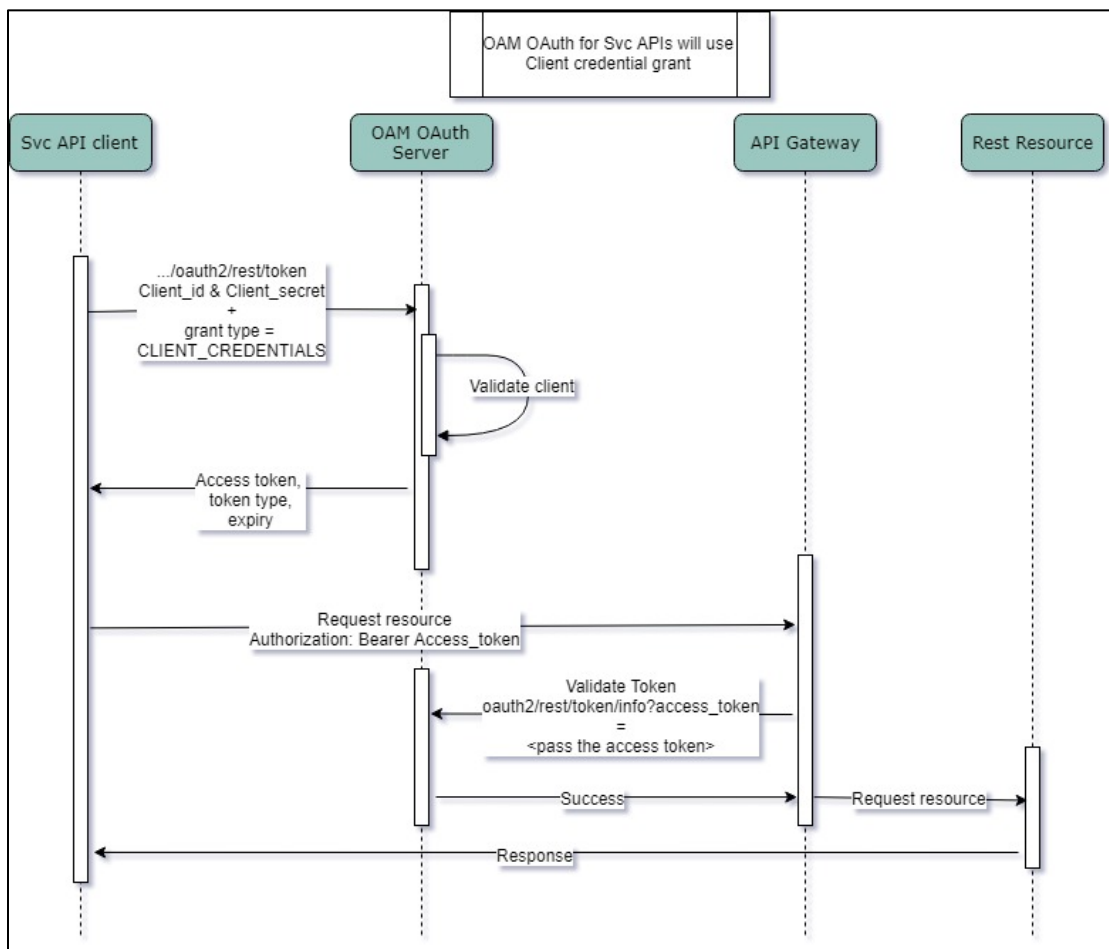 OAM OAuth for Svc APIs will use
Client credential grant
Svc API client
OAM OAuth
Server
API Gateway
Rest Resource
.../oauth2/rest/token
Client_id & Client_secret
+
grant type =
CLIENT_CREDENTIALS
Validate client
Access token,
token type,
expiry
Request resource
Authorization: Bearer Access_token
Validate Token
oauth2/rest/token/info?access_token
=
<pass the access token>
Success
Request resource
Response